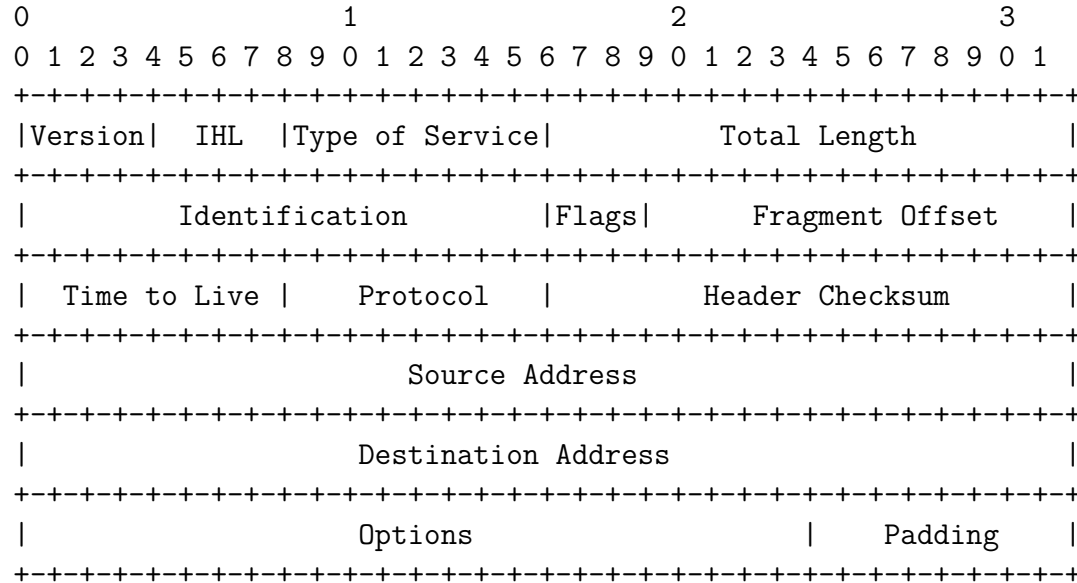 0                   1                   2                   3
0 1 2 3 4 5 6 7 8 9 0 1 2 3 4 5 6 7 8 9 0 1 2 3 4 5 6 7 8 9 0 1
+-+-+-+-+-+-+-+-+-+-+-+-+-+-+-+-+-+-+-+-+-+-+-+-+-+-+-+-+-+-+-+-+
|Version|  IHL  |Type of Service|          Total Length         |
+-+-+-+-+-+-+-+-+-+-+-+-+-+-+-+-+-+-+-+-+-+-+-+-+-+-+-+-+-+-+-+-+
|         Identification        |Flags|      Fragment Offset    |
+-+-+-+-+-+-+-+-+-+-+-+-+-+-+-+-+-+-+-+-+-+-+-+-+-+-+-+-+-+-+-+-+
|  Time to Live |    Protocol   |         Header Checksum       |
+-+-+-+-+-+-+-+-+-+-+-+-+-+-+-+-+-+-+-+-+-+-+-+-+-+-+-+-+-+-+-+-+
|                       Source Address                          |
+-+-+-+-+-+-+-+-+-+-+-+-+-+-+-+-+-+-+-+-+-+-+-+-+-+-+-+-+-+-+-+-+
|                    Destination Address                        |
+-+-+-+-+-+-+-+-+-+-+-+-+-+-+-+-+-+-+-+-+-+-+-+-+-+-+-+-+-+-+-+-+
|                    Options                    |    Padding    |
+-+-+-+-+-+-+-+-+-+-+-+-+-+-+-+-+-+-+-+-+-+-+-+-+-+-+-+-+-+-+-+-+